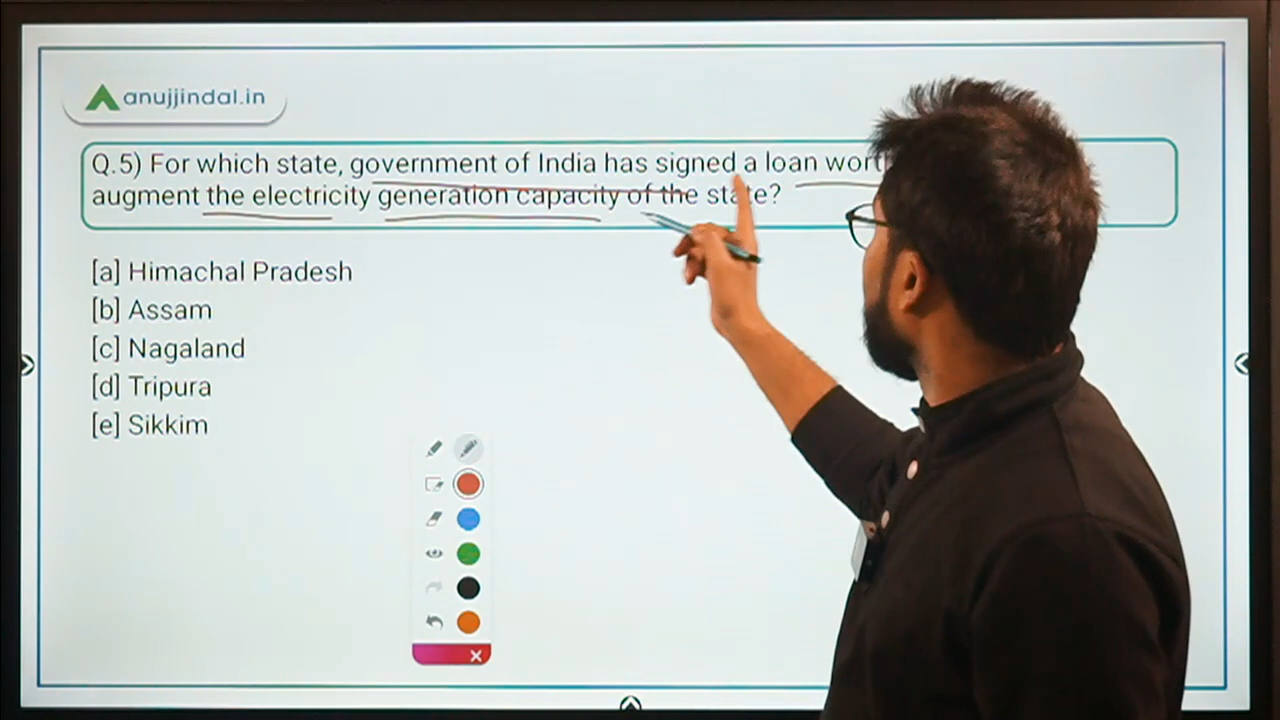 anujjindal.in
Q.5) For which state, government of India has signed a loan
augment the electricity generation capacity of the state?
[a] Himachal Pradesh
[b] Assam
[c] Nagaland
[d] Tripura
[e] Sikkim